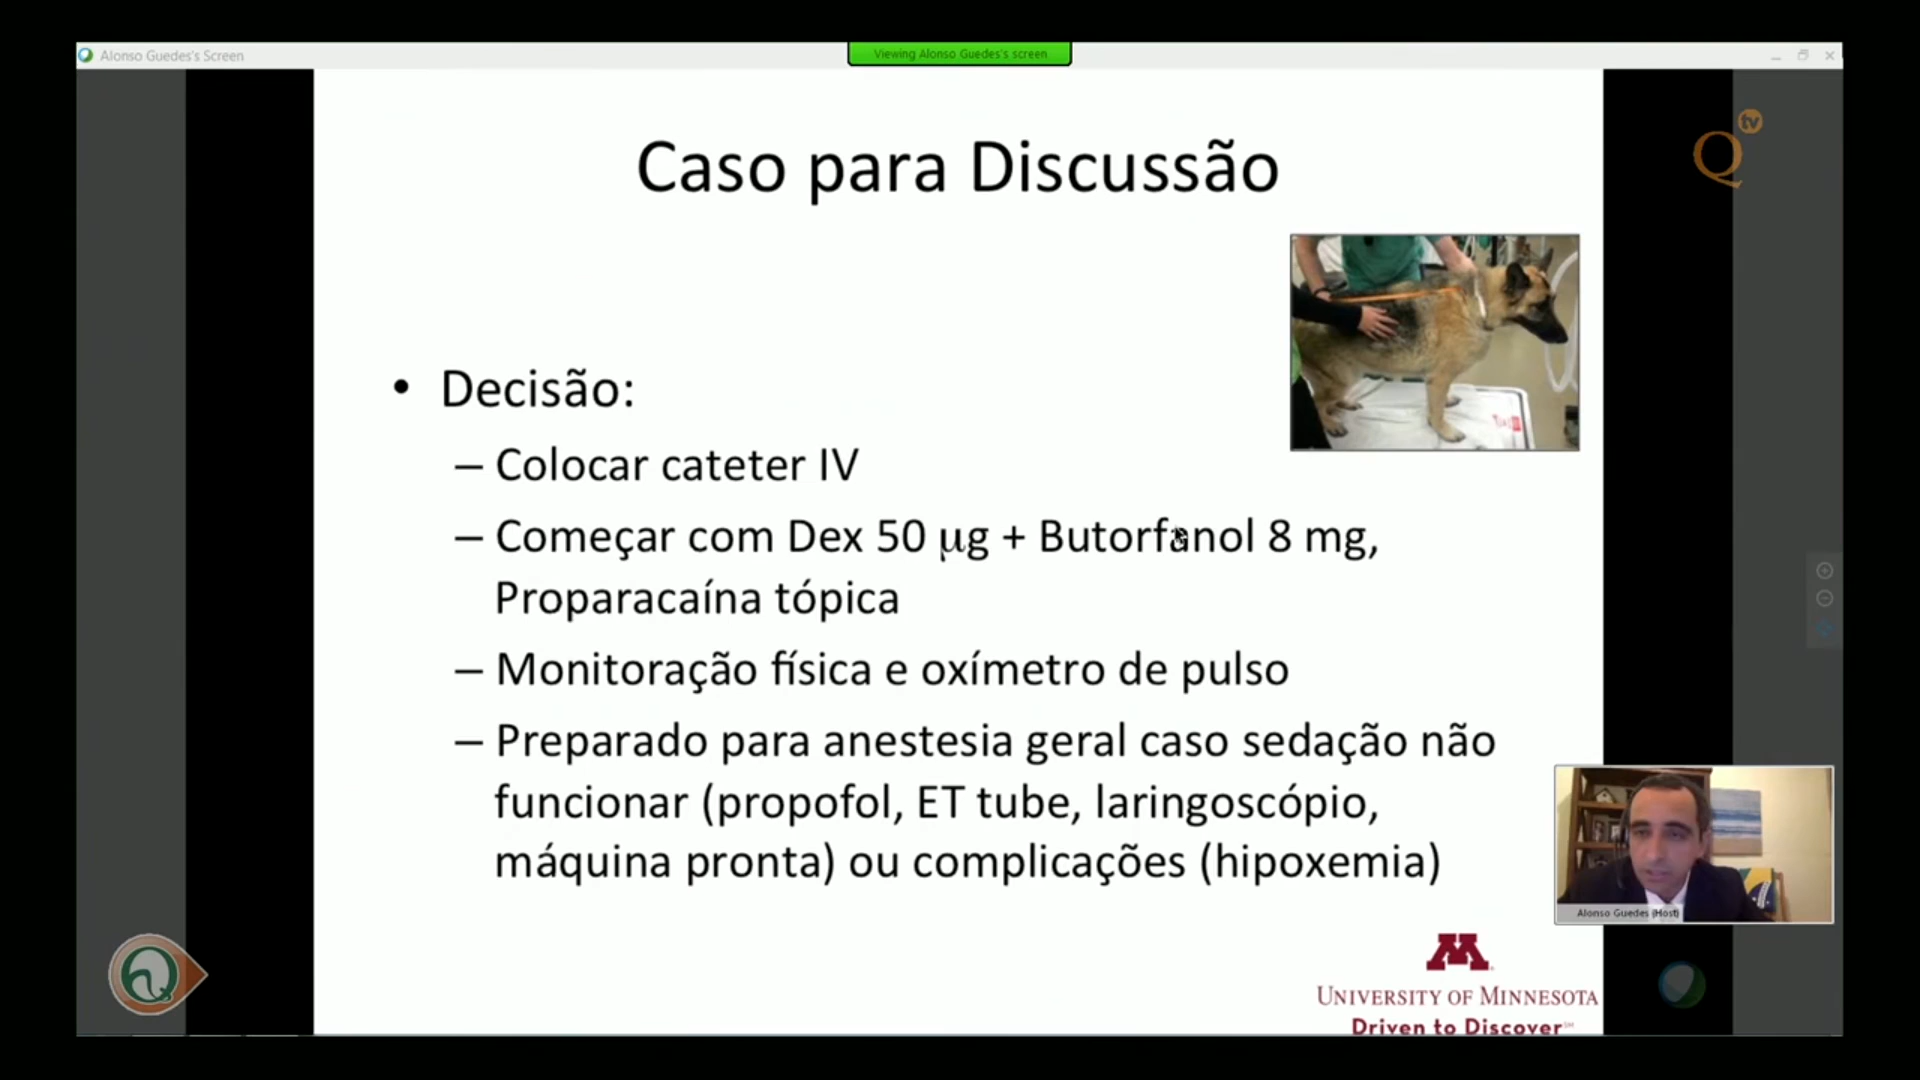 Alonso Guedes's Screen
Viewing Alonso Guedes's screen
tv
Q
Caso para Discussão
• Decisão:
– Colocar cateter IV
– Começar com Dex 50 µg + Butorfanol 8 mg,
Proparacaína tópica
– Monitoração física e oxímetro de pulso
– Preparado para anestesia geral caso sedação não
funcionar (propofol, ET tube, laringoscópio,
máquina pronta) ou complicações (hipoxemia)
Alonso Guedes (Host)
M
UNIVERSITY OF MINNESOTA
Driven to Discover℠